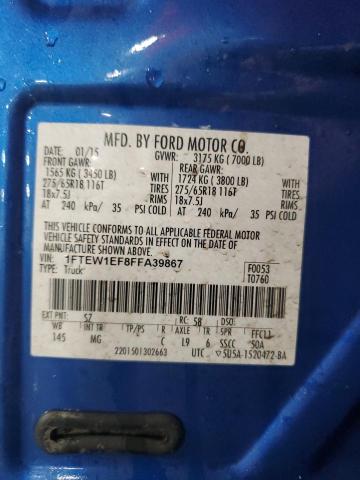 MFD. BY FORD MOTOR CO.
DATE: 01/15 GVWR: 3175 KG (7000 LB)
FRONT GAWR: REAR GAWR:
1565 KG (3450 LB) 1724 KG (3800 LB)
275/65R18 116T TIRES 275/65R18 116T TIRES
18x7.5J RIMS 18x7.5J RIMS
AT 240 kPa/ 35 PSI COLD AT 240 kPa/ 35 PSI COLD
THIS VEHICLE CONFORMS TO ALL APPLICABLE FEDERAL MOTOR
VEHICLE SAFETY STANDARDS IN EFFECT ON THE DATE OF
MANUFACTURE SHOWN ABOVE.
VIN: 1FTEW1EF8FFA39867 F0053
TYPE: Truck T0760
EXT PNT: SZ RC: 58 DSO:
WB INT TR TP/PS R AXLE TR SPR FFC11
145 MG C L9 6 SSCC 50A
2201501302663 UTC ▽5U5A-1520472-BA